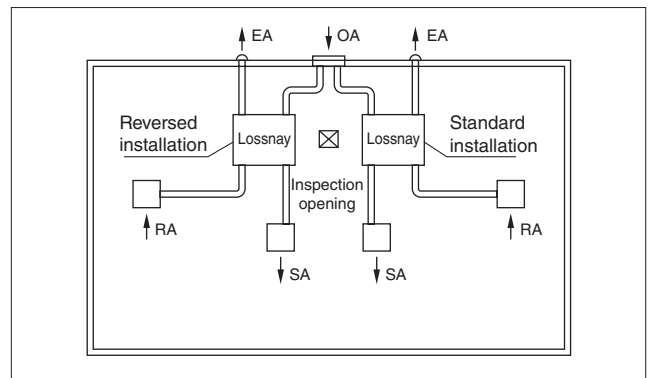 EA
OA
EA
Reversed
installation
Lossnay
Lossnay
Standard
installation
Inspection
opening
RA
RA
SA
SA